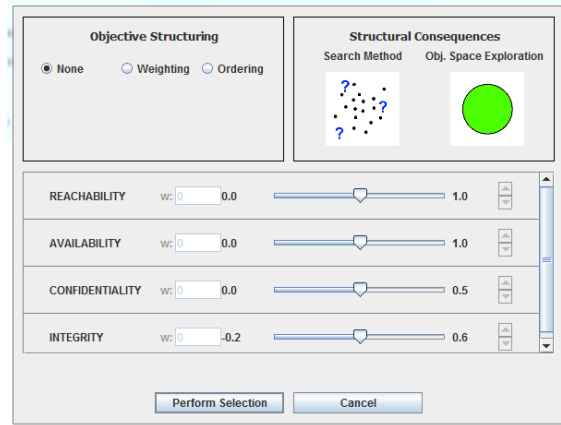 Objective Structuring
None
Weighting
Ordering
Structural Consequences
Search Method
Obj. Space Exploration
?
?
?
REACHABILITY w: 0 0.0 1.0
AVAILABILITY w: 0 0.0 1.0
CONFIDENTIALITY w: 0 0.0 0.5
INTEGRITY w: 0 -0.2 0.6
Perform Selection
Cancel